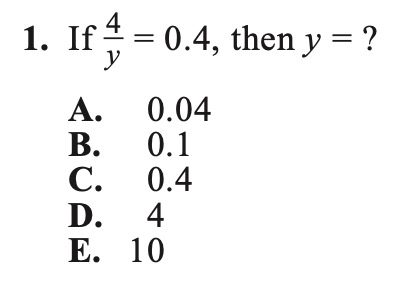 1. If 4/y = 0.4, then y = ?
A. 0.04
B. 0.1
C. 0.4
D. 4
E. 10